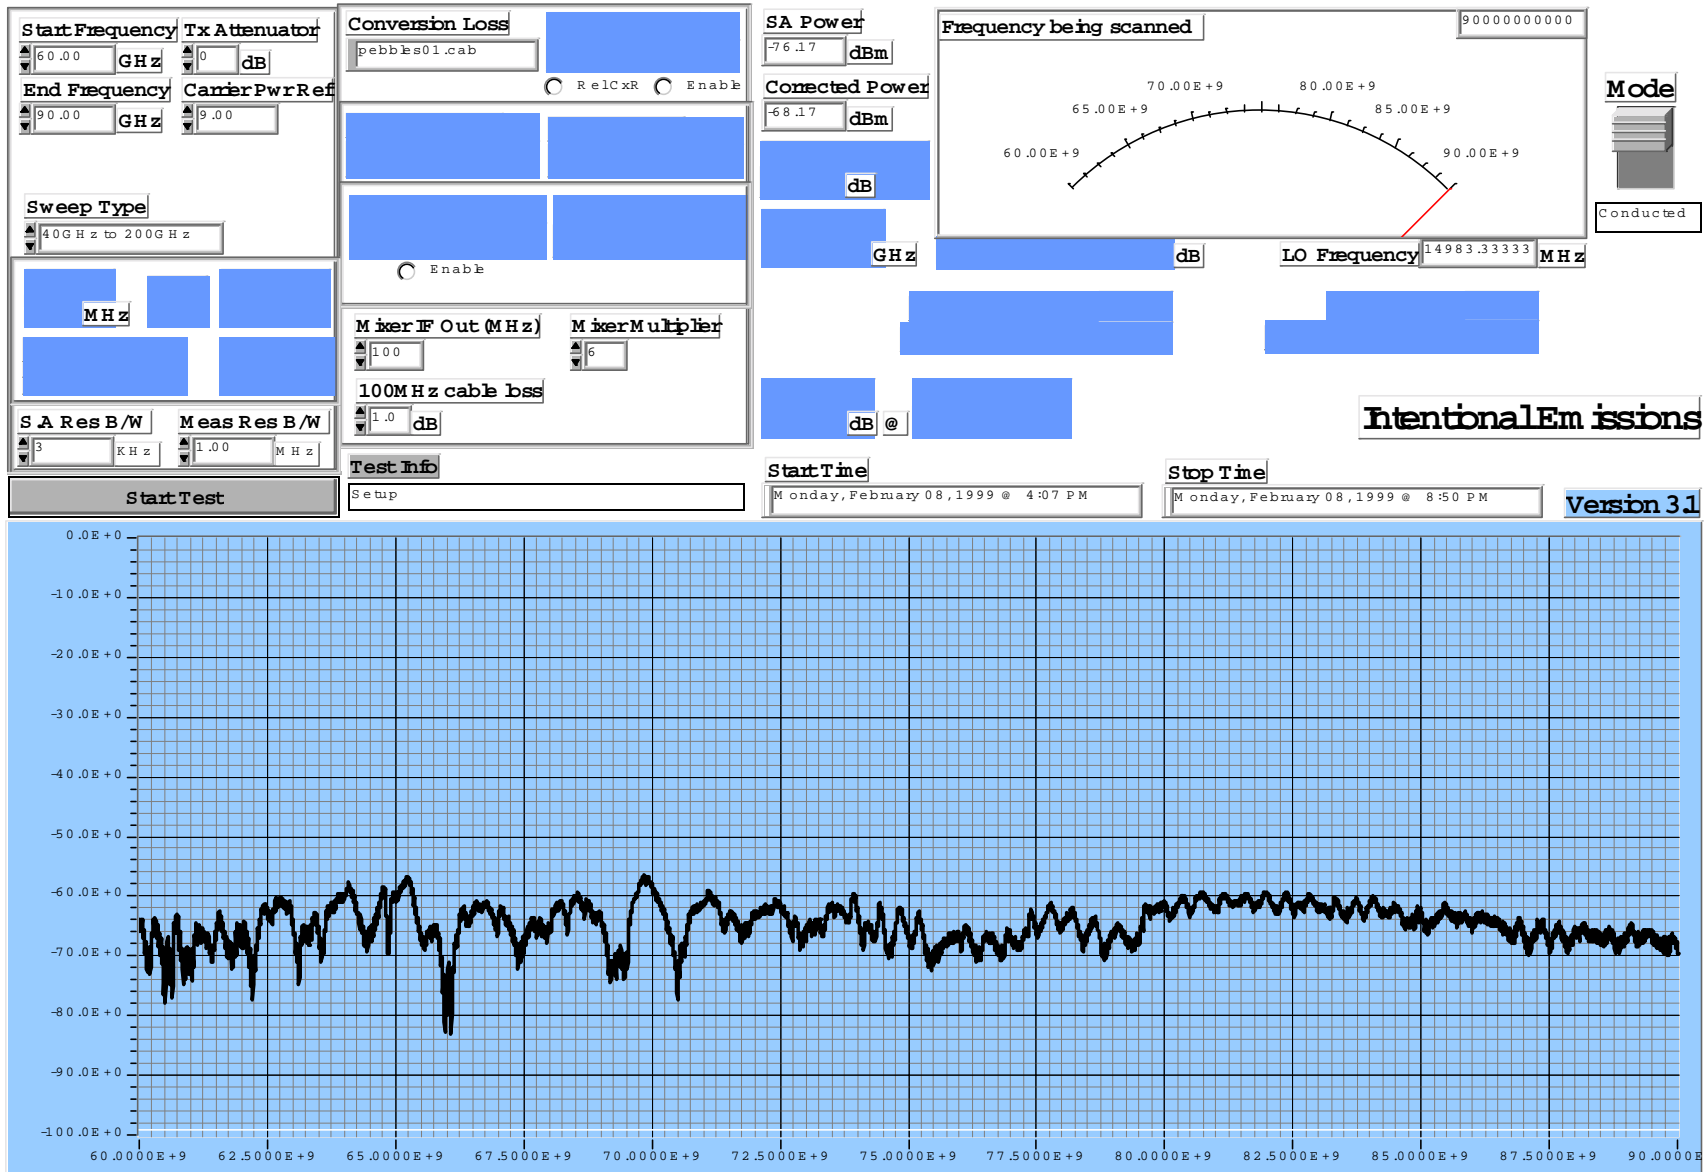 Start Frequency
60.00 GHz
Tx Attenuator
0 dB
End Frequency
90.00 GHz
Carrier Pwr Ref
9.00
Sweep Type
40GHz to 200GHz
MHz
S.A Res B/W
3 KHz
Meas Res B/W
1.00 MHz
Start Test
Conversion Loss
pebbles01.cab
RelCxR
Enable
Enable
Mixer IF Out (MHz)
100
Mixer Multiplier
6
100MHz cable loss
1.0 dB
Test Info
Setup
SA Power
-76.17 dBm
Corrected Power
-68.17 dBm
dB
GHz
dB
dB @
Frequency being scanned
90000000000
60.00E+9
65.00E+9
70.00E+9
80.00E+9
85.00E+9
90.00E+9
LO Frequency 14983.33333 MHz
Mode
Conducted
Intentional Emissions
Start Time
Monday, February 08, 1999 @ 4:07 PM
Stop Time
Monday, February 08, 1999 @ 8:50 PM
Version 3.1
0.0E+0
-10.0E+0
-20.0E+0
-30.0E+0
-40.0E+0
-50.0E+0
-60.0E+0
-70.0E+0
-80.0E+0
-90.0E+0
-100.0E+0
60.0000E+9 62.5000E+9 65.0000E+9 67.5000E+9 70.0000E+9 72.5000E+9 75.0000E+9 77.5000E+9 80.0000E+9 82.5000E+9 85.0000E+9 87.5000E+9 90.0000E